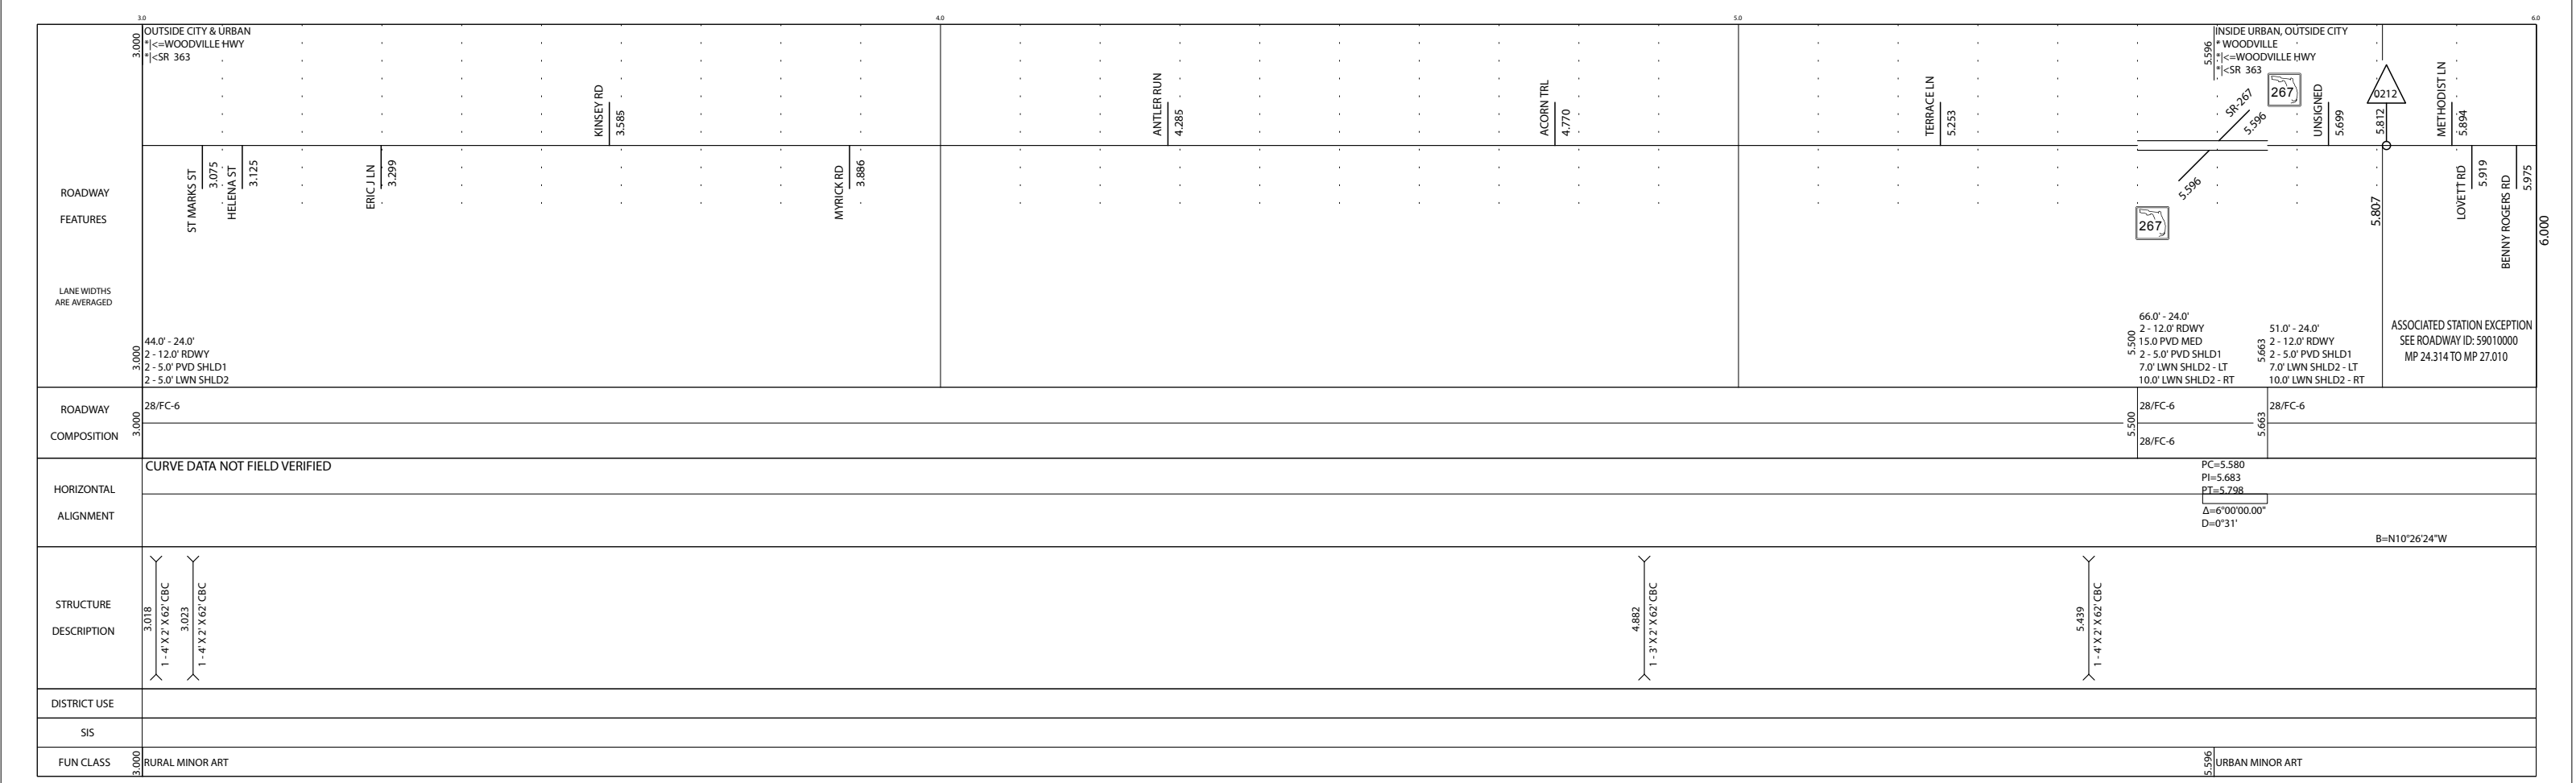 3.0
4.0
5.0
6.0
3.000
OUTSIDE CITY & URBAN
*|<=WOODVILLE HWY
*|<SR 363
5.596
INSIDE URBAN, OUTSIDE CITY
* WOODVILLE
*|<=WOODVILLE HWY
*|<SR 363
KINSEY RD
3.585
ANTLER RUN
4.285
ACORN TRL
4.770
TERRACE LN
5.253
SR-267
5.596
267
UNSIGNED
5.699
5.812
0212
METHODIST LN
5.894
ROADWAY
FEATURES
ST MARKS ST
3.075
HELENA ST
3.125
ERIC J LN
3.299
MYRICK RD
3.886
5.596
267
5.807
LOVETT RD
5.919
BENNY ROGERS RD
5.975
6.000
LANE WIDTHS
ARE AVERAGED
3.000
44.0' - 24.0'
2 - 12.0' RDWY
2 - 5.0' PVD SHLD1
2 - 5.0' LWN SHLD2
5.500
66.0' - 24.0'
2 - 12.0' RDWY
15.0 PVD MED
2 - 5.0' PVD SHLD1
7.0' LWN SHLD2 - LT
10.0' LWN SHLD2 - RT
5.663
51.0' - 24.0'
2 - 12.0' RDWY
2 - 5.0' PVD SHLD1
7.0' LWN SHLD2 - LT
10.0' LWN SHLD2 - RT
ASSOCIATED STATION EXCEPTION
SEE ROADWAY ID: 59010000
MP 24.314 TO MP 27.010
ROADWAY
COMPOSITION
3.000
28/FC-6
5.500
28/FC-6
28/FC-6
5.663
28/FC-6
HORIZONTAL
ALIGNMENT
CURVE DATA NOT FIELD VERIFIED
PC=5.580
PI=5.683
PT=5.798
Δ=6°00'00.00"
D=0°31'
B=N10°26'24"W
STRUCTURE
DESCRIPTION
3.018
1 - 4' X 2' X 62' CBC
3.023
1 - 4' X 2' X 62' CBC
4.882
1 - 3' X 2' X 62' CBC
5.439
1 - 4' X 2' X 62' CBC
DISTRICT USE
SIS
FUN CLASS
3.000
RURAL MINOR ART
5.596
URBAN MINOR ART